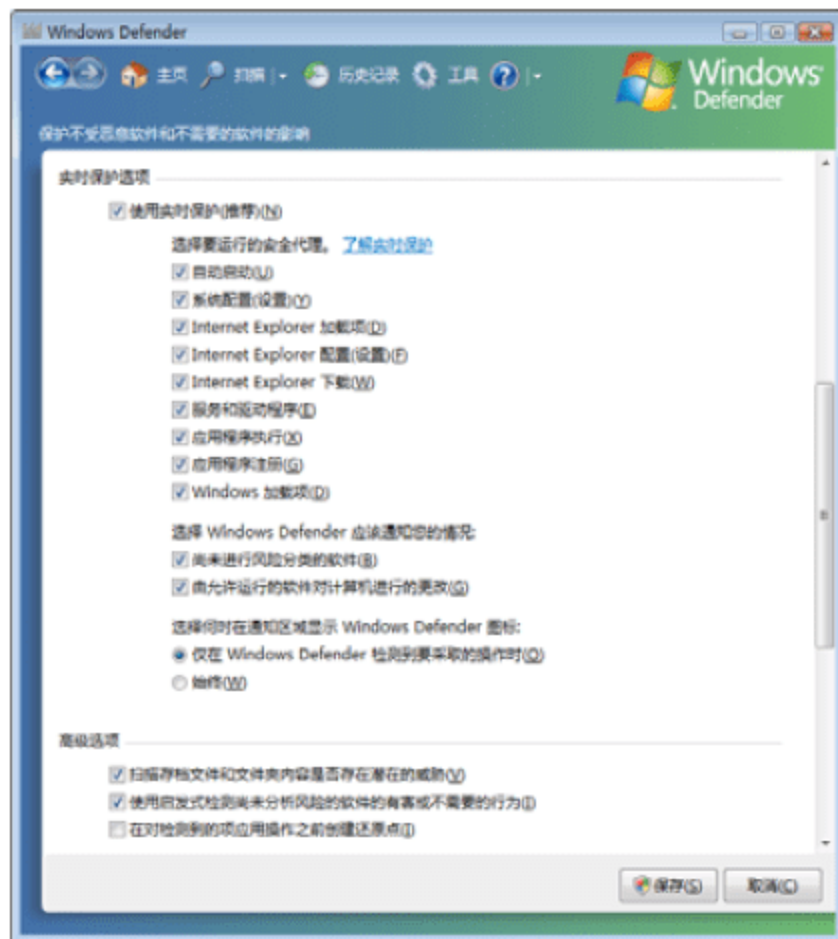 Windows Defender
主页 扫描 历史记录 工具
Windows Defender
保护不受恶意软件和不需要的软件的影响
实时保护选项
使用实时保护(推荐)(N)
选择要运行的安全代理。 了解实时保护
自动启动(U)
系统配置(设置)(Y)
Internet Explorer 加载项(D)
Internet Explorer 配置(设置)(F)
Internet Explorer 下载(W)
服务和驱动程序(E)
应用程序执行(X)
应用程序注册(G)
Windows 加载项(D)
选择 Windows Defender 应该通知您的情况:
尚未进行风险分类的软件(B)
由允许运行的软件对计算机进行的更改(G)
选择何时在通知区域显示 Windows Defender 图标:
仅在 Windows Defender 检测到要采取的操作时(O)
始终(W)
高级选项
扫描存档文件和文件夹内容是否存在潜在的威胁(V)
使用启发式检测尚未分析风险的软件的有害或不需要的行为(I)
在对检测到的项应用操作之前创建还原点(I)
保存(S) 取消(C)